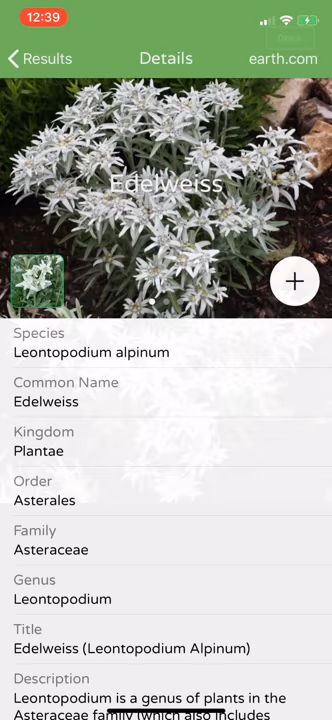 12:39
Results
Details
earth.com
Edelweiss
Species
Leontopodium alpinum
Common Name
Edelweiss
Kingdom
Plantae
Order
Asterales
Family
Asteraceae
Genus
Leontopodium
Title
Edelweiss (Leontopodium Alpinum)
Description
Leontopodium is a genus of plants in the
Asteraceae family (which also includes